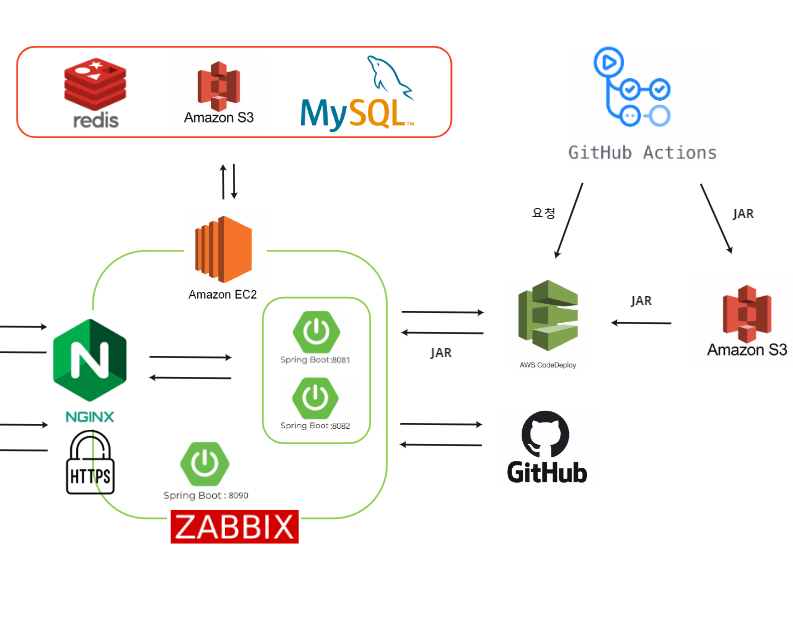 redis
Amazon S3
MySQL™
GitHub Actions
요청
JAR
Amazon EC2
N
NGINX
HTTPS
Spring Boot:8081
Spring Boot:8082
Spring Boot : 8090
ZABBIX
JAR
AWS CodeDeploy
JAR
Amazon S3
GitHub